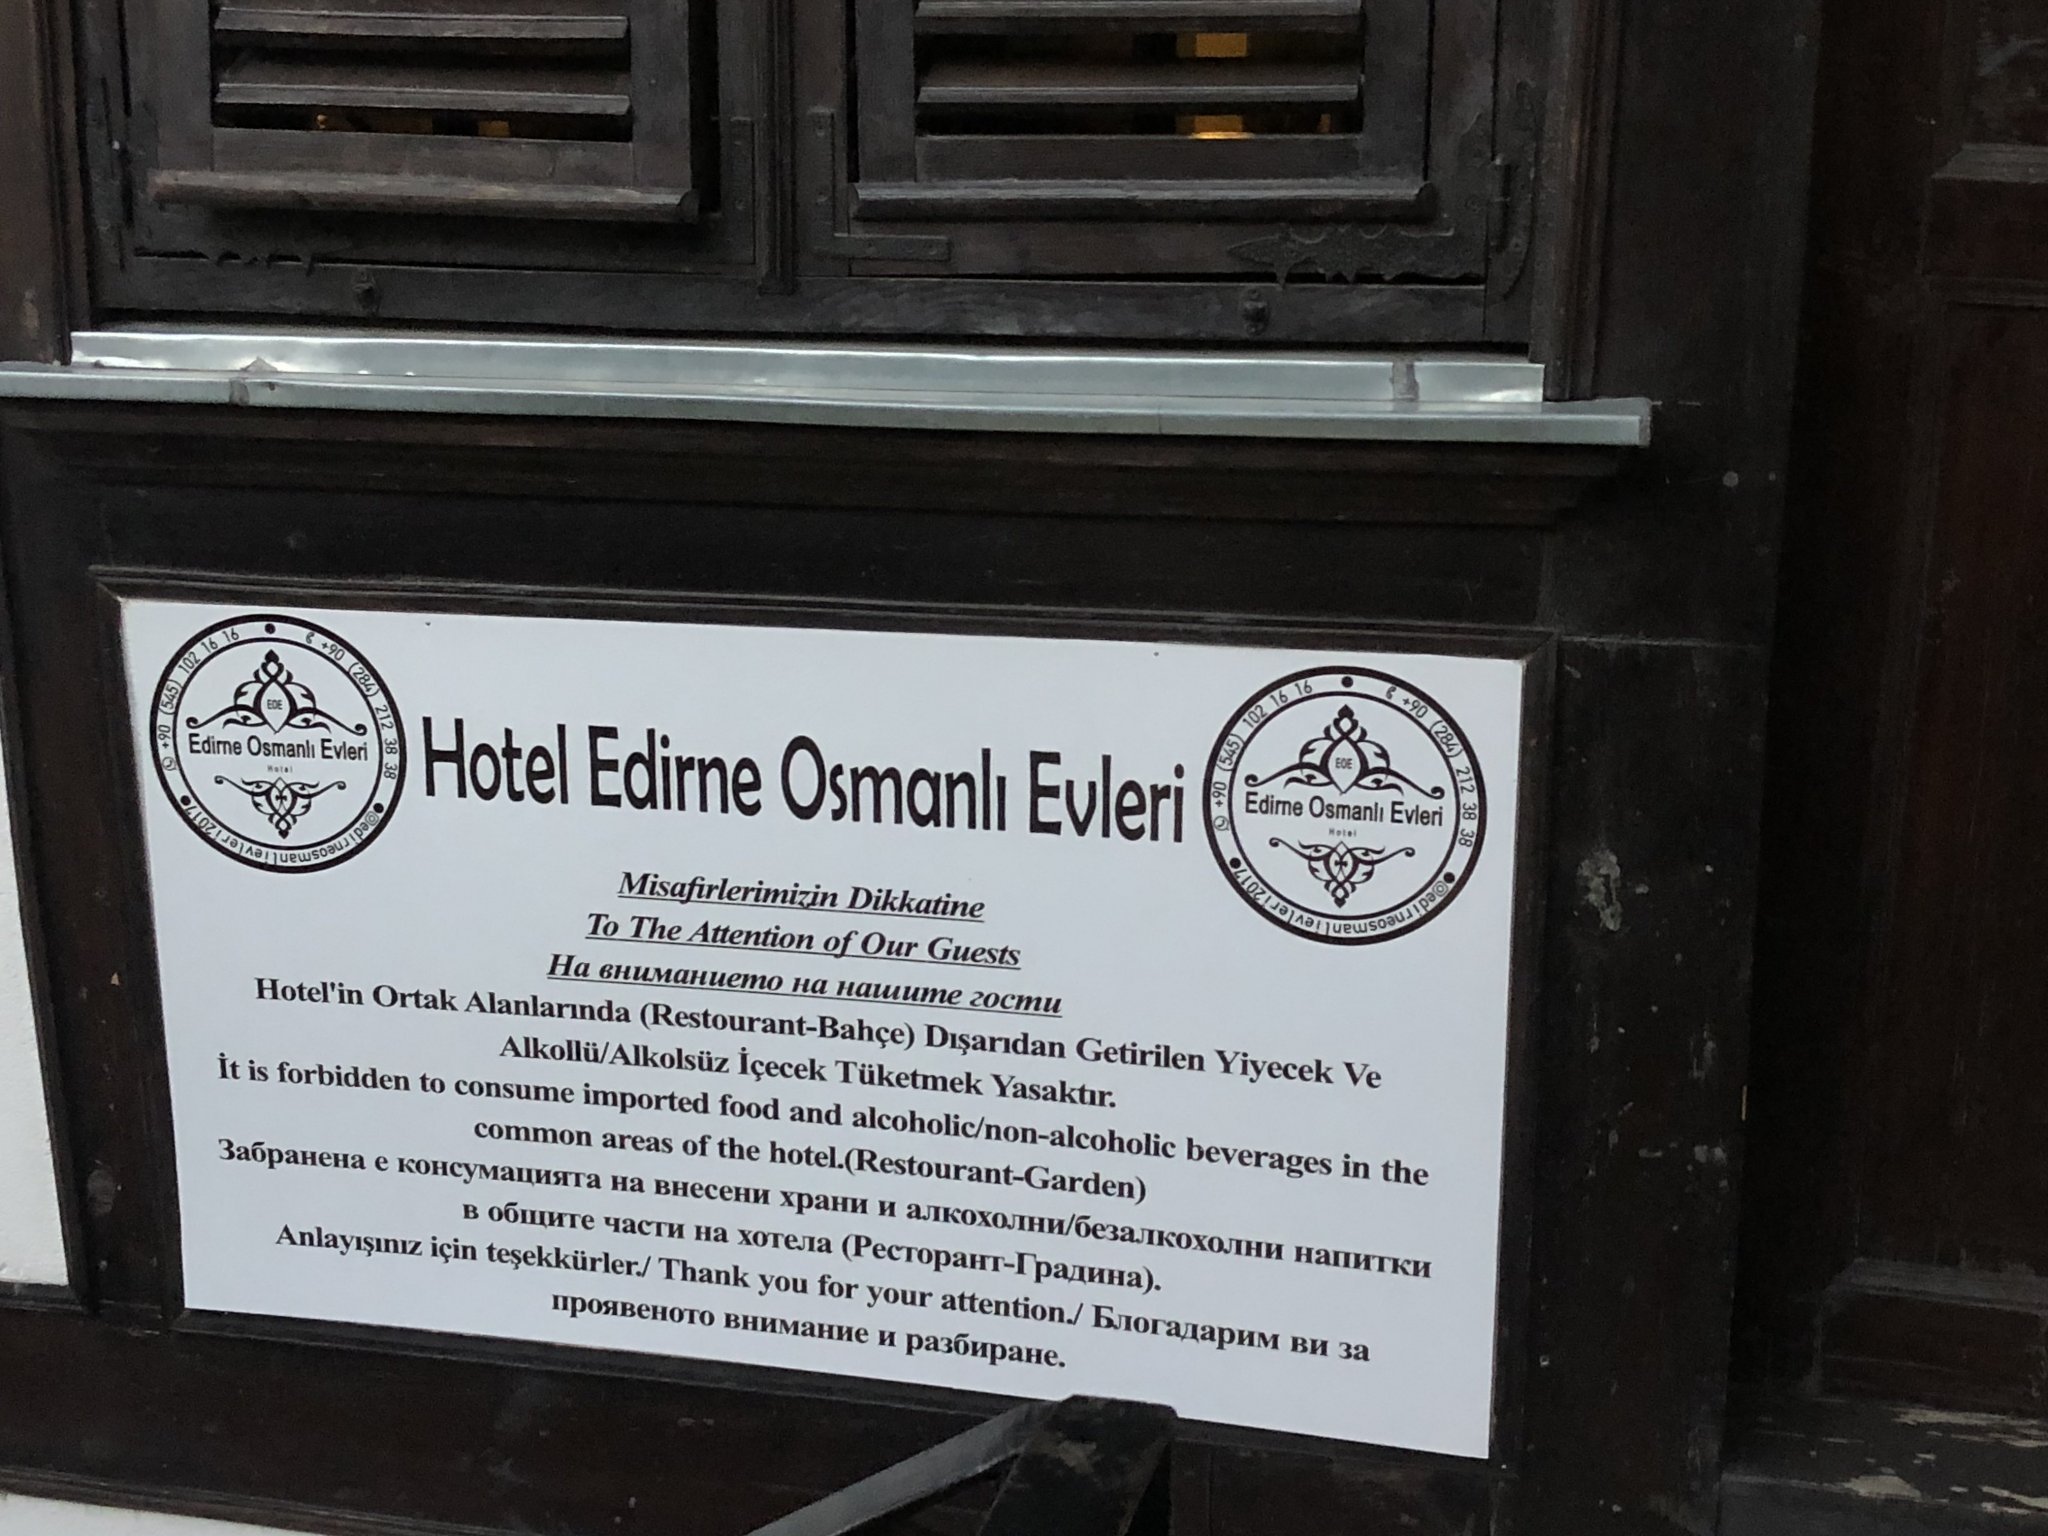 +90 (545) 102 16 16
+90 (284) 212 38 38
EDE
Edirne Osmanlı Evleri
Hotel
@edirneosmanlievleri2017
Hotel Edirne Osmanlı Evleri
+90 (545) 102 16 16
+90 (284) 212 38 38
EOE
Edirne Osmanlı Evleri
Hotel
@edirneosmanlievleri2017
Misafirlerimizin Dikkatine
To The Attention of Our Guests
На вниманието на нашите гости
Hotel'in Ortak Alanlarında (Restourant-Bahçe) Dışarıdan Getirilen Yiyecek Ve
Alkollü/Alkolsüz İçecek Tüketmek Yasaktır.
İt is forbidden to consume imported food and alcoholic/non-alcoholic beverages in the
common areas of the hotel.(Restourant-Garden)
Забранена е консумацията на внесени храни и алкохолни/безалкохолни напитки
в общите части на хотела (Ресторант-Градина).
Anlayışınız için teşekkürler./ Thank you for your attention./ Благодарим ви за
проявеното внимание и разбиране.